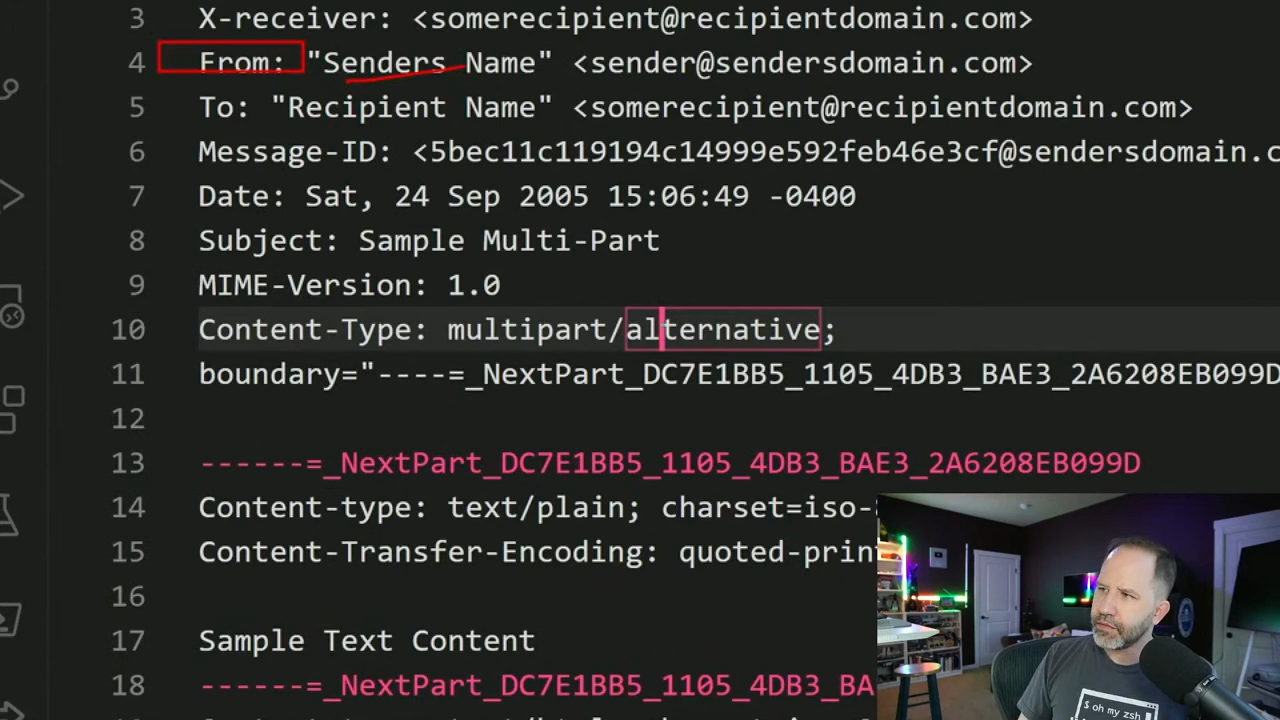 3 X-receiver: <somerecipient@recipientdomain.com>
4 From: "Senders Name" <sender@sendersdomain.com>
5 To: "Recipient Name" <somerecipient@recipientdomain.com>
6 Message-ID: <5bec11c119194c14999e592feb46e3cf@sendersdomain.c
7 Date: Sat, 24 Sep 2005 15:06:49 -0400
8 Subject: Sample Multi-Part
9 MIME-Version: 1.0
10 Content-Type: multipart/alternative;
11 boundary="----=_NextPart_DC7E1BB5_1105_4DB3_BAE3_2A6208EB099D
12
13 ------=_NextPart_DC7E1BB5_1105_4DB3_BAE3_2A6208EB099D
14 Content-type: text/plain; charset=iso-
15 Content-Transfer-Encoding: quoted-prin
16
17 Sample Text Content
18 ------=_NextPart_DC7E1BB5_1105_4DB3_BA
$ oh my zsh